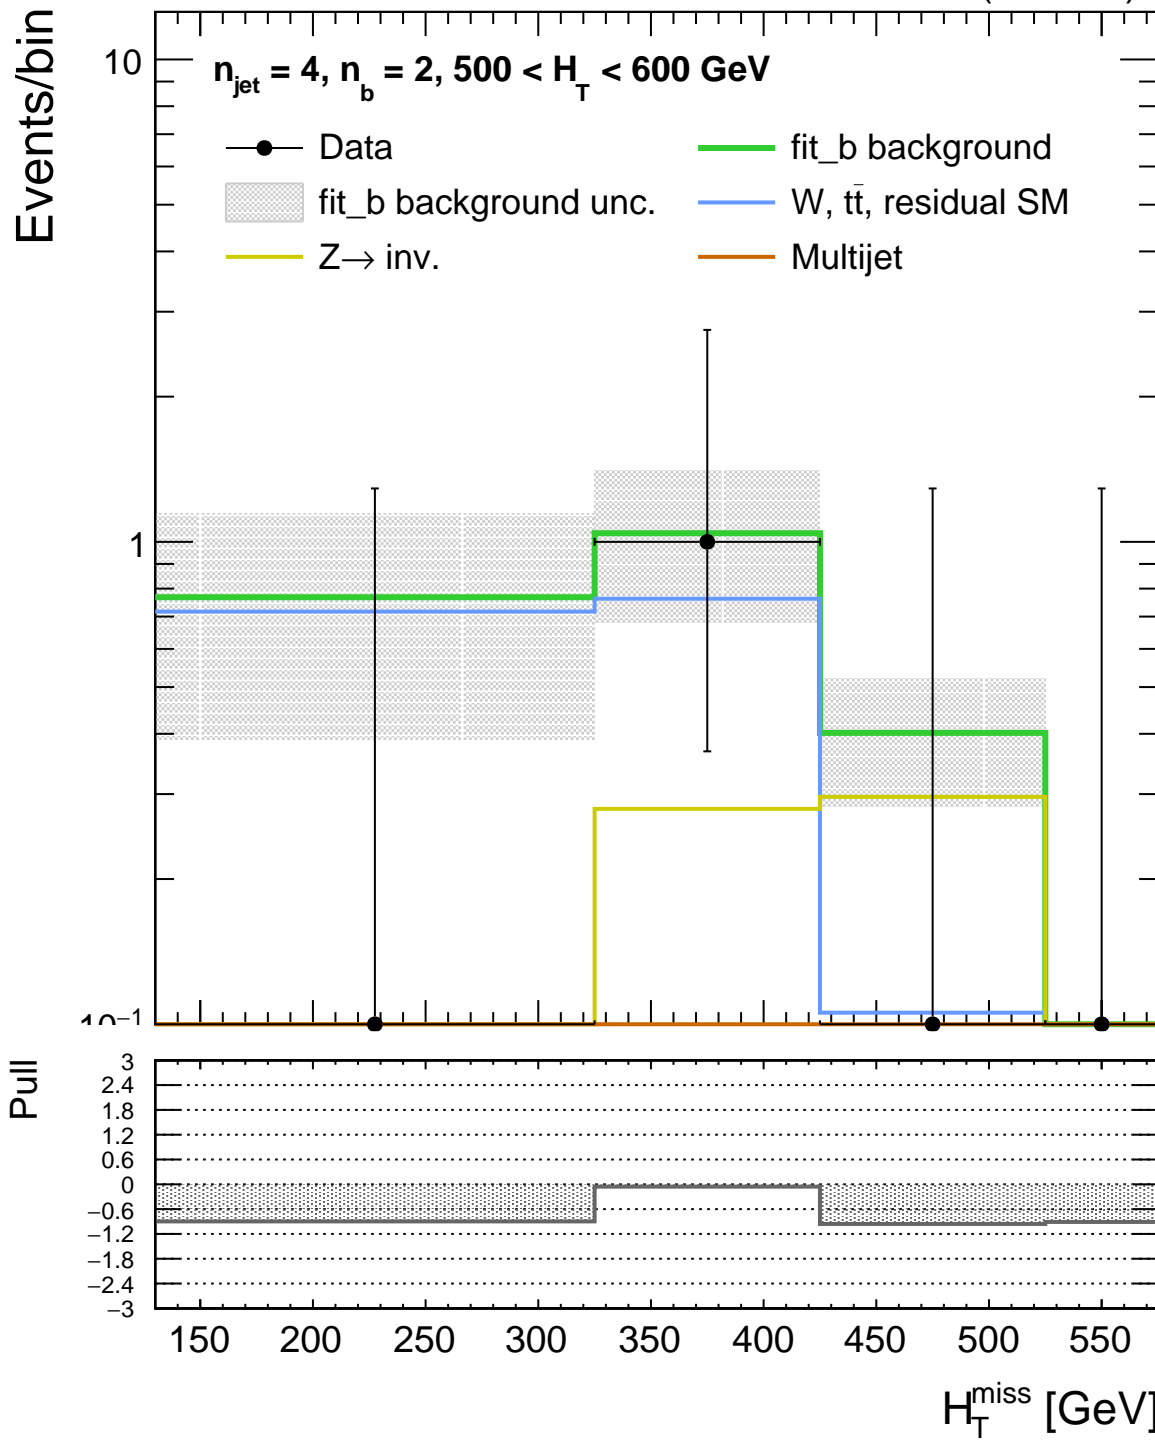 Events/bin
10
n_jet = 4, n_b = 2, 500 < H_T < 600 GeV
Data
fit_b background
fit_b background unc.
W, tt̄, residual SM
Z→ inv.
Multijet
1
10⁻¹
Pull
3
2.4
1.8
1.2
0.6
0
−0.6
−1.2
−1.8
−2.4
−3
150 200 250 300 350 400 450 500 550
H_T^miss [GeV]